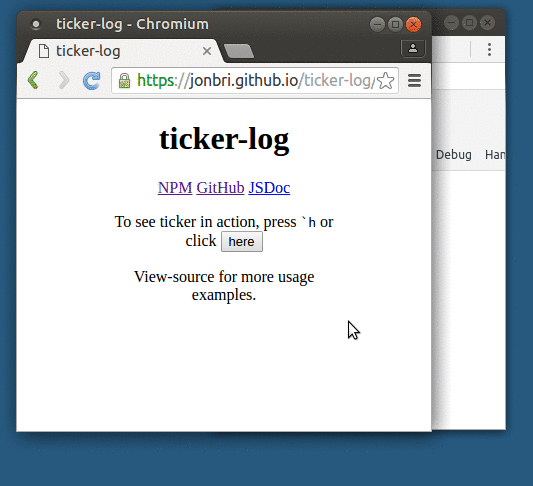 ticker-log - Chromium
ticker-log
https://jonbri.github.io/ticker-log/
Debug Han
ticker-log
NPM GitHub JSDoc
To see ticker in action, press `h or
click here
View-source for more usage
examples.